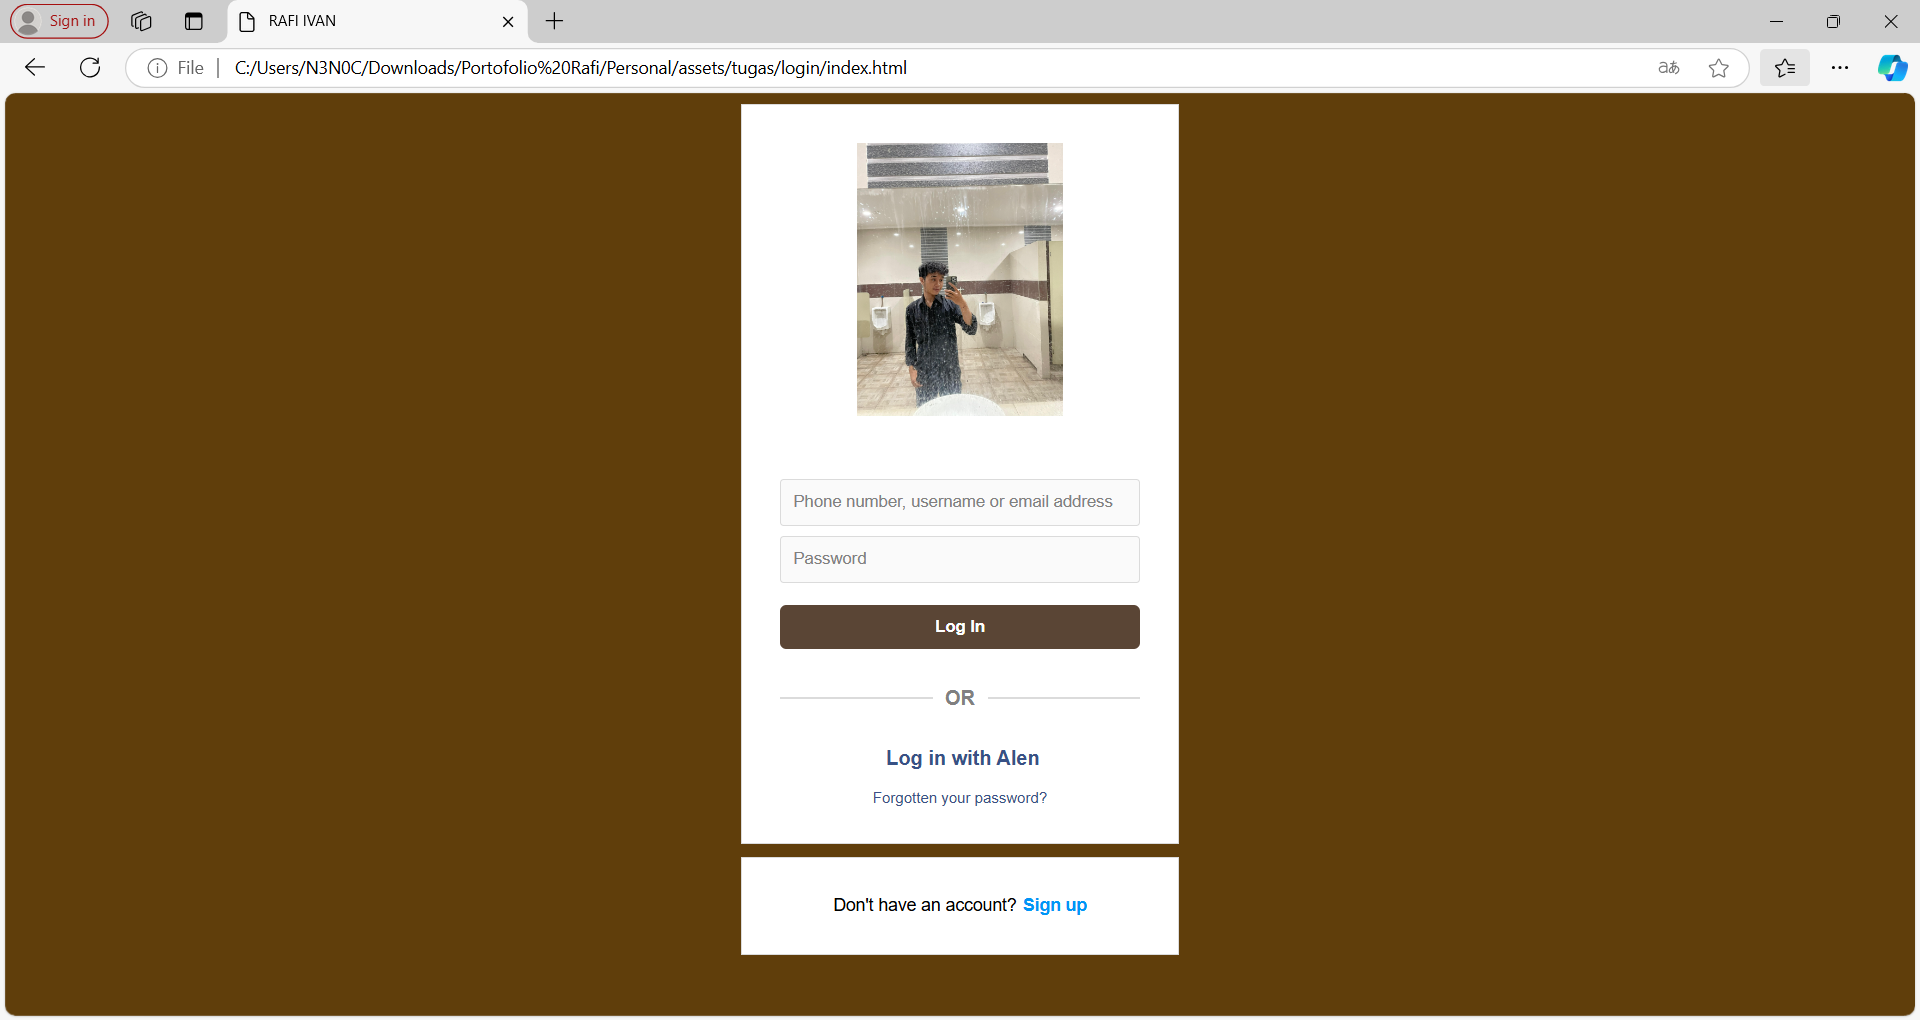 Sign in
RAFI IVAN
File
C:/Users/N3N0C/Downloads/Portofolio%20Rafi/Personal/assets/tugas/login/index.html
aあ
Phone number, username or email address
Password
Log In
OR
Log in with Alen
Forgotten your password?
Don't have an account? Sign up